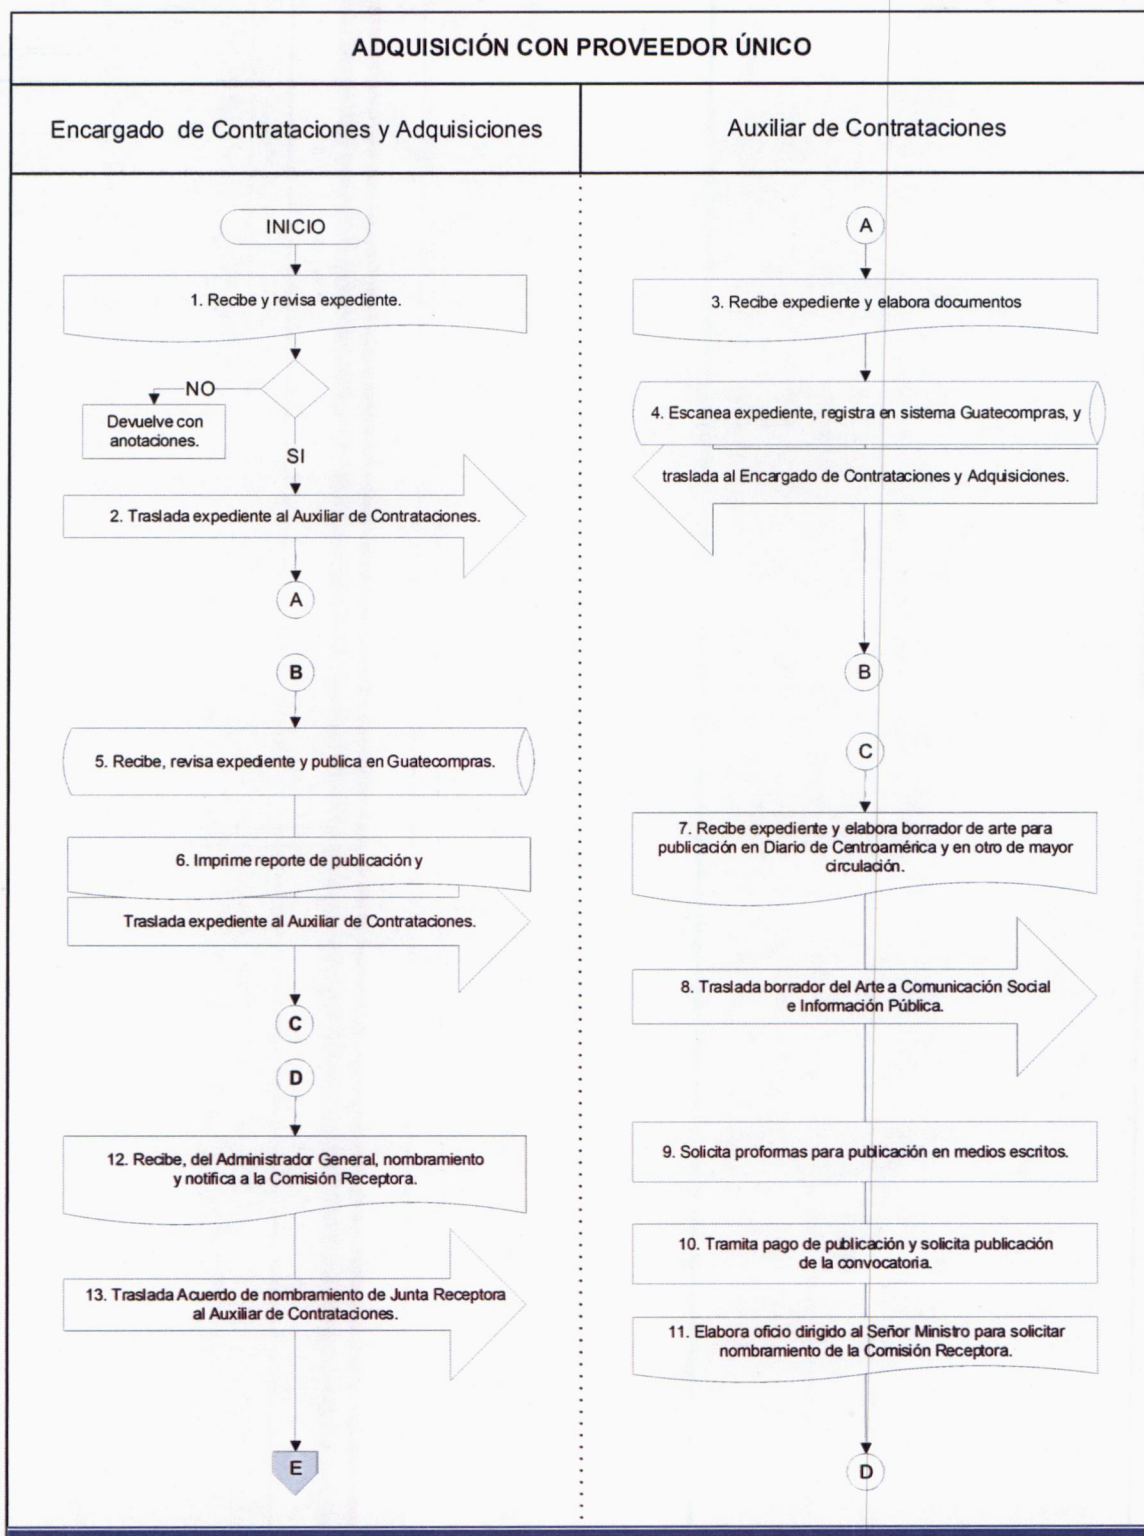 ADQUISICIÓN CON PROVEEDOR ÚNICO
Encargado de Contrataciones y Adquisiciones
INICIO
1. Recibe y revisa expediente.
NO
Devuelve con
anotaciones.
SI
2. Traslada expediente al Auxiliar de Contrataciones.
A
B
5. Recibe, revisa expediente y publica en Guatecompras.
6. Imprime reporte de publicación y
Traslada expediente al Auxiliar de Contrataciones.
C
D
12. Recibe, del Administrador General, nombramiento
y notifica a la Comisión Receptora.
13. Traslada Acuerdo de nombramiento de Junta Receptora
al Auxiliar de Contrataciones.
E
Auxiliar de Contrataciones
A
3. Recibe expediente y elabora documentos
4. Escanea expediente, registra en sistema Guatecompras, y
traslada al Encargado de Contrataciones y Adquisiciones.
B
C
7. Recibe expediente y elabora borrador de arte para
publicación en Diario de Centroamérica y en otro de mayor
circulación.
8. Traslada borrador del Arte a Comunicación Social
e Información Pública.
9. Solicita proformas para publicación en medios escritos.
10. Tramita pago de publicación y solicita publicación
de la convocatoria.
11. Elabora oficio dirigido al Señor Ministro para solicitar
nombramiento de la Comisión Receptora.
D